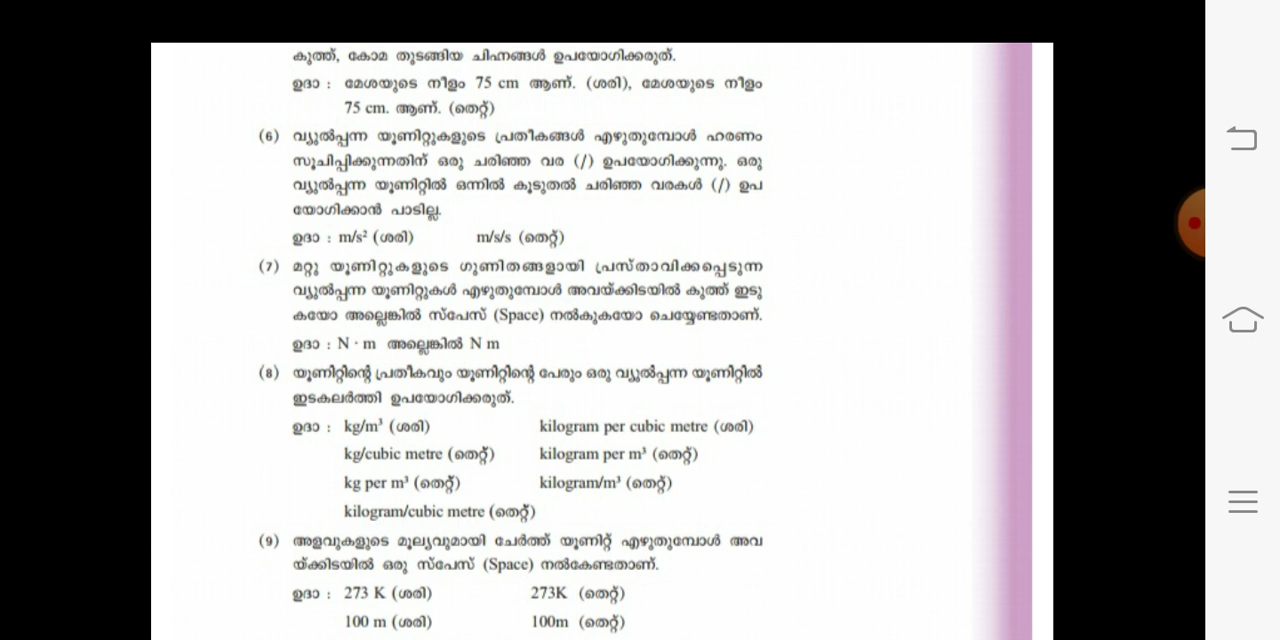 കുത്ത്, കോമ തുടങ്ങിയ ചിഹ്നങ്ങൾ ഉപയോഗിക്കരുത്.
ഉദാ : മേശയുടെ നീളം 75 cm ആണ്. (ശരി), മേശയുടെ നീളം
75 cm. ആണ്. (തെറ്റ്)
(6) വ്യുൽപ്പന്ന യൂണിറ്റുകളുടെ പ്രതീകങ്ങൾ എഴുതുമ്പോൾ ഹരണം
സൂചിപ്പിക്കുന്നതിന് ഒരു ചരിഞ്ഞ വര (/) ഉപയോഗിക്കുന്നു. ഒരു
വ്യുൽപ്പന്ന യൂണിറ്റിൽ ഒന്നിൽ കൂടുതൽ ചരിഞ്ഞ വരകൾ (/) ഉപ
യോഗിക്കാൻ പാടില്ല.
ഉദാ : m/s² (ശരി) m/s/s (തെറ്റ്)
(7) മറ്റു യൂണിറ്റുകളുടെ ഗുണിതങ്ങളായി പ്രസ്താവിക്കപ്പെടുന്ന
വ്യുൽപ്പന്ന യൂണിറ്റുകൾ എഴുതുമ്പോൾ അവയ്ക്കിടയിൽ കുത്ത് ഇടു
കയോ അല്ലെങ്കിൽ സ്പേസ് (Space) നൽകുകയോ ചെയ്യേണ്ടതാണ്.
ഉദാ : N · m അല്ലെങ്കിൽ N m
(8) യൂണിറ്റിന്റെ പ്രതീകവും യൂണിറ്റിന്റെ പേരും ഒരു വ്യുൽപ്പന്ന യൂണിറ്റിൽ
ഇടകലർത്തി ഉപയോഗിക്കരുത്.
ഉദാ : kg/m³ (ശരി) kilogram per cubic metre (ശരി)
kg/cubic metre (തെറ്റ്) kilogram per m³ (തെറ്റ്)
kg per m³ (തെറ്റ്) kilogram/m³ (തെറ്റ്)
kilogram/cubic metre (തെറ്റ്)
(9) അളവുകളുടെ മൂല്യവുമായി ചേർത്ത് യൂണിറ്റ് എഴുതുമ്പോൾ അവ
യ്ക്കിടയിൽ ഒരു സ്പേസ് (Space) നൽകേണ്ടതാണ്.
ഉദാ : 273 K (ശരി) 273K (തെറ്റ്)
100 m (ശരി) 100m (തെറ്റ്)